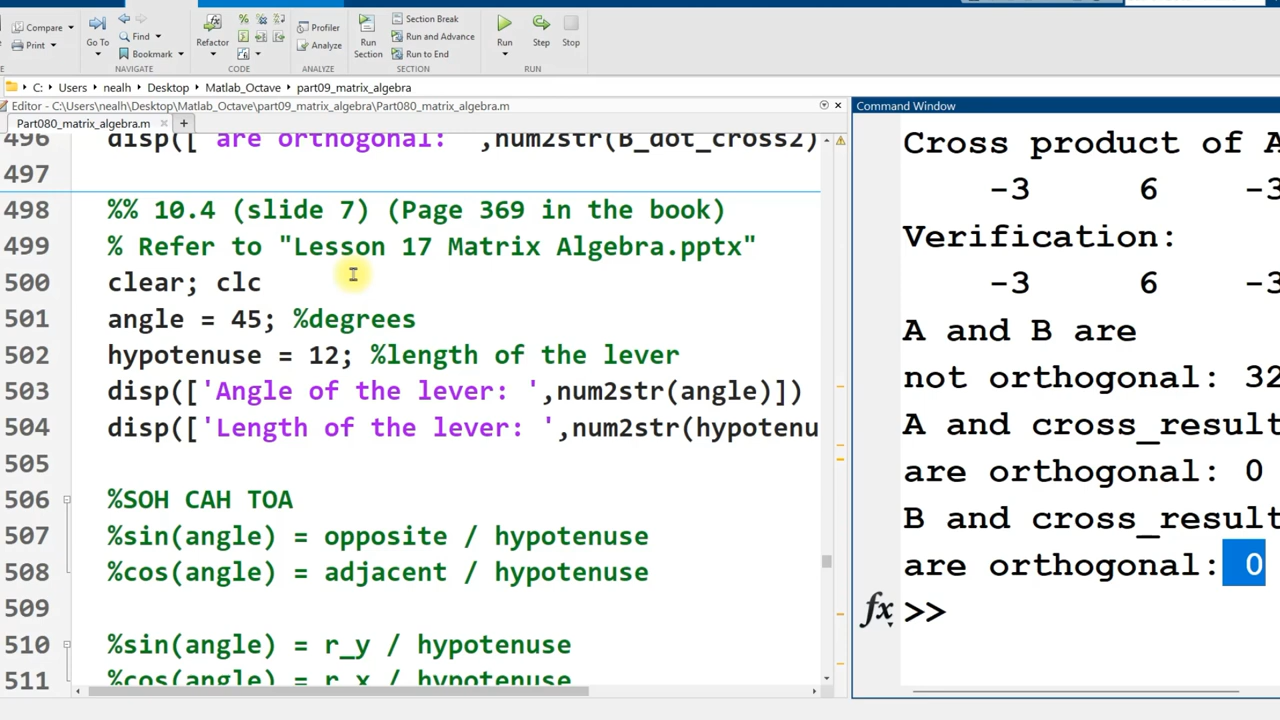 Compare
Print
Go To
Find
Bookmark
NAVIGATE
Refactor
CODE
Profiler
Analyze
ANALYZE
Run Section
Section Break
Run and Advance
Run to End
SECTION
Run
Step
Stop
RUN
C: Users nealh Desktop Matlab_Octave part09_matrix_algebra
Editor - C:\Users\nealh\Desktop\Matlab_Octave\part09_matrix_algebra\Part080_matrix_algebra.m
Part080_matrix_algebra.m
496 disp([ are orthogonal: ",num2str(B_dot_cross2)
497
498 %% 10.4 (slide 7) (Page 369 in the book)
499 % Refer to "Lesson 17 Matrix Algebra.pptx"
500 clear; clc
501 angle = 45; %degrees
502 hypotenuse = 12; %length of the lever
503 disp(['Angle of the lever: ',num2str(angle)])
504 disp(['Length of the lever: ',num2str(hypotenu
505
506 %SOH CAH TOA
507 %sin(angle) = opposite / hypotenuse
508 %cos(angle) = adjacent / hypotenuse
509
510 %sin(angle) = r_y / hypotenuse
511 %cos(angle) = r_x / hypotenuse
Command Window
Cross product of A
-3 6 -3
Verification:
-3 6 -3
A and B are
not orthogonal: 32
A and cross_result
are orthogonal: 0
B and cross_result
are orthogonal: 0
fx >>